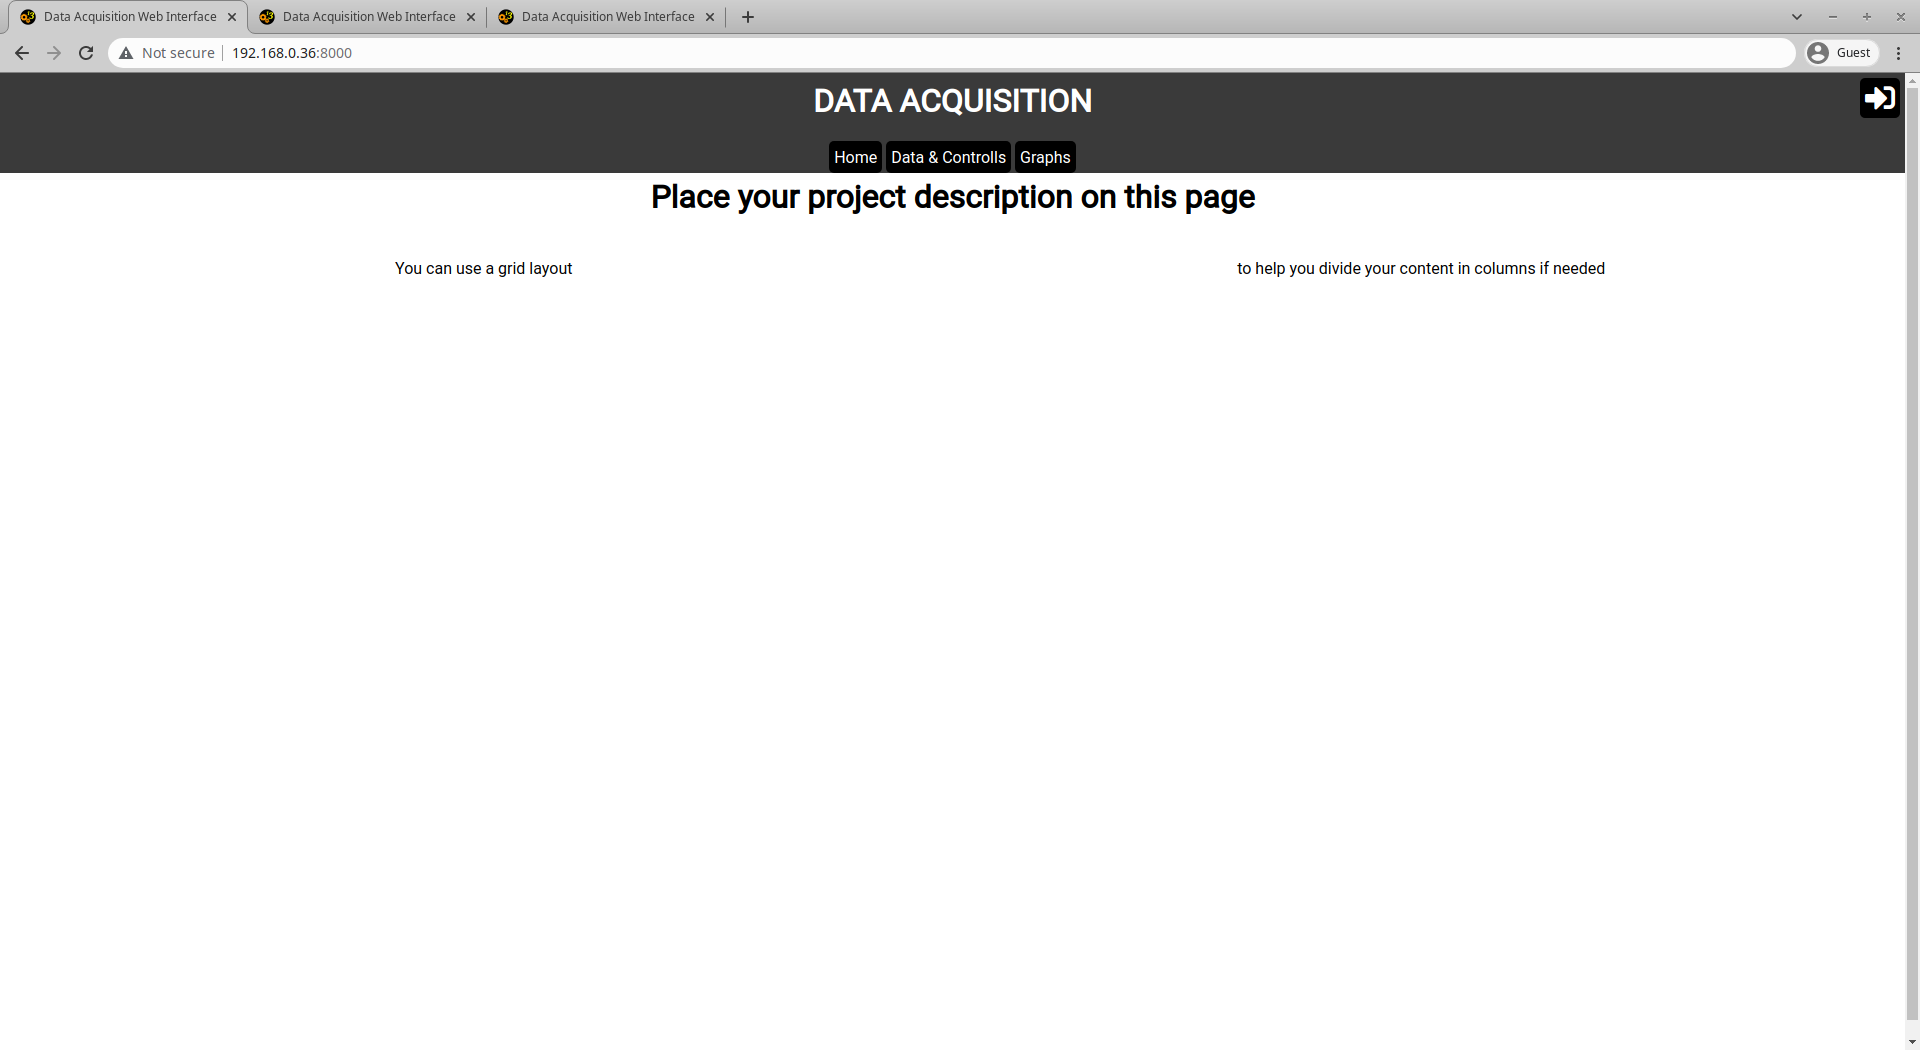 Data Acquisition Web Interface
Data Acquisition Web Interface
Data Acquisition Web Interface
Not secure
192.168.0.36:8000
Guest
DATA ACQUISITION
Home
Data & Controlls
Graphs
Place your project description on this page
You can use a grid layout
to help you divide your content in columns if needed